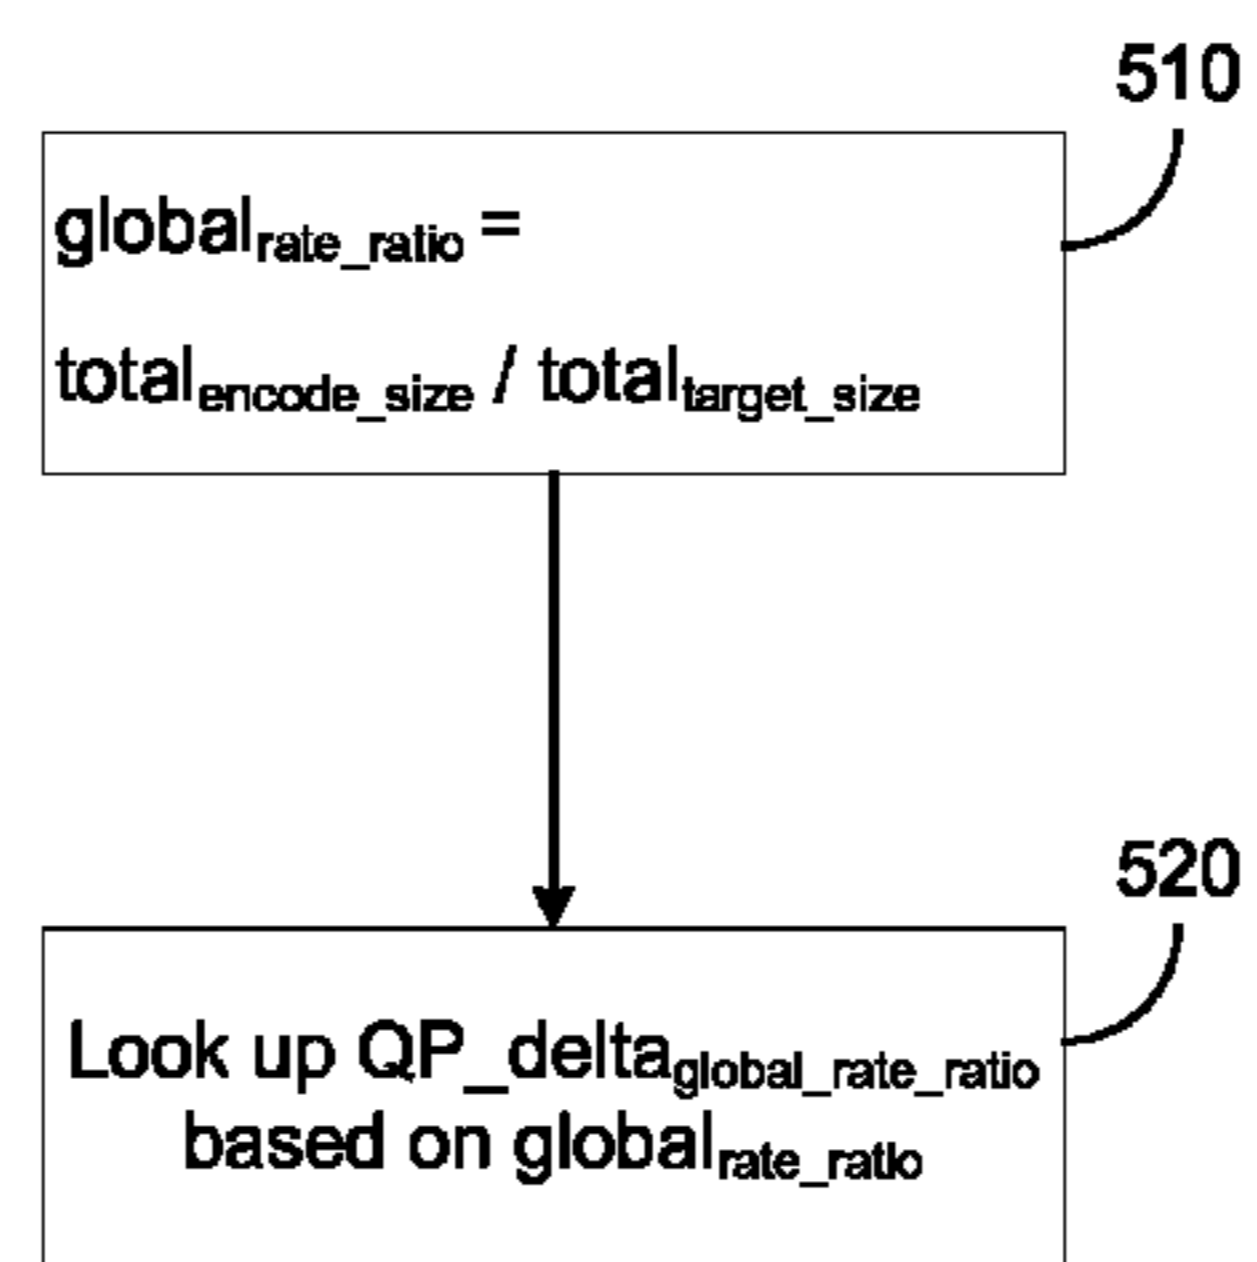 510
global_rate_ratio =
total_encode_size / total_target_size
520
Look up QP_delta_global_rate_ratio
based on global_rate_ratio